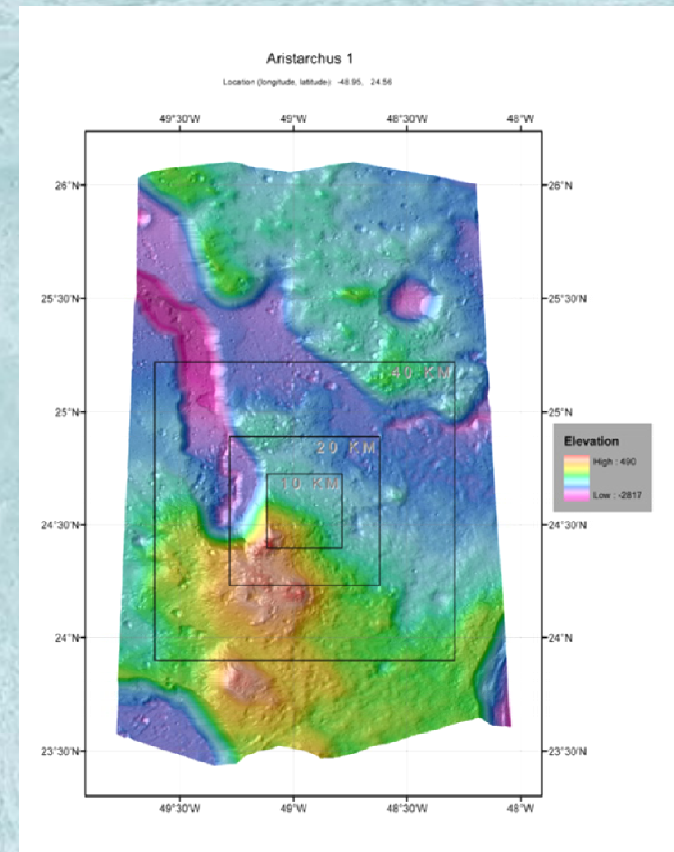 Aristarchus 1
Location (longitude, latitude): -48.95, 24.56
49°30'W 49°W 48°30'W 48°W
26°N 26°N
25°30'N 25°30'N
40 KM
25°N 25°N
20 KM
Elevation
High : 490
10 KM
Low : -2817
24°30'N 24°30'N
24°N 24°N
23°30'N 23°30'N
49°30'W 49°W 48°30'W 48°W